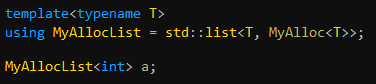 template<typename T>
using MyAllocList = std::list<T, MyAlloc<T>>;
MyAllocList<int> a;